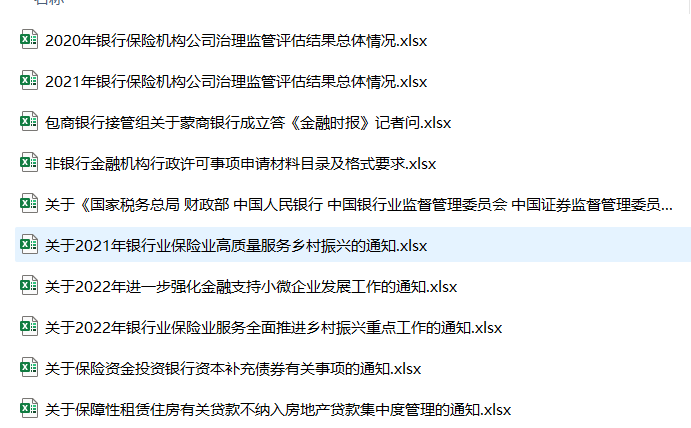 名称
2020年银行保险机构公司治理监管评估结果总体情况.xlsx
2021年银行保险机构公司治理监管评估结果总体情况.xlsx
包商银行接管组关于蒙商银行成立答《金融时报》记者问.xlsx
非银行金融机构行政许可事项申请材料目录及格式要求.xlsx
关于《国家税务总局 财政部 中国人民银行 中国银行业监督管理委员会 中国证券监督管理委员...
关于2021年银行业保险业高质量服务乡村振兴的通知.xlsx
关于2022年进一步强化金融支持小微企业发展工作的通知.xlsx
关于2022年银行业保险业服务全面推进乡村振兴重点工作的通知.xlsx
关于保险资金投资银行资本补充债券有关事项的通知.xlsx
关于保障性租赁住房有关贷款不纳入房地产贷款集中度管理的通知.xlsx